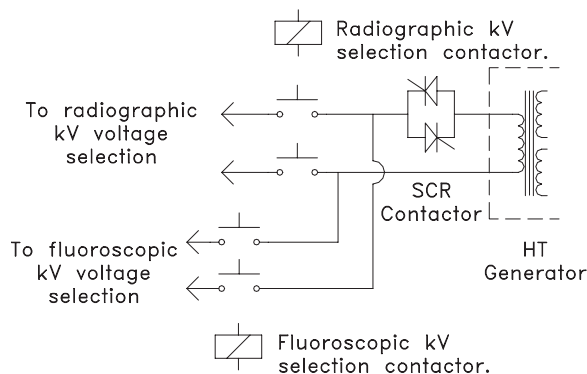 Radiographic kV
selection contactor.
To radiographic
kV voltage
selection
SCR
Contactor
To fluoroscopic
kV voltage
selection
HT
Generator
Fluoroscopic kV
selection contactor.